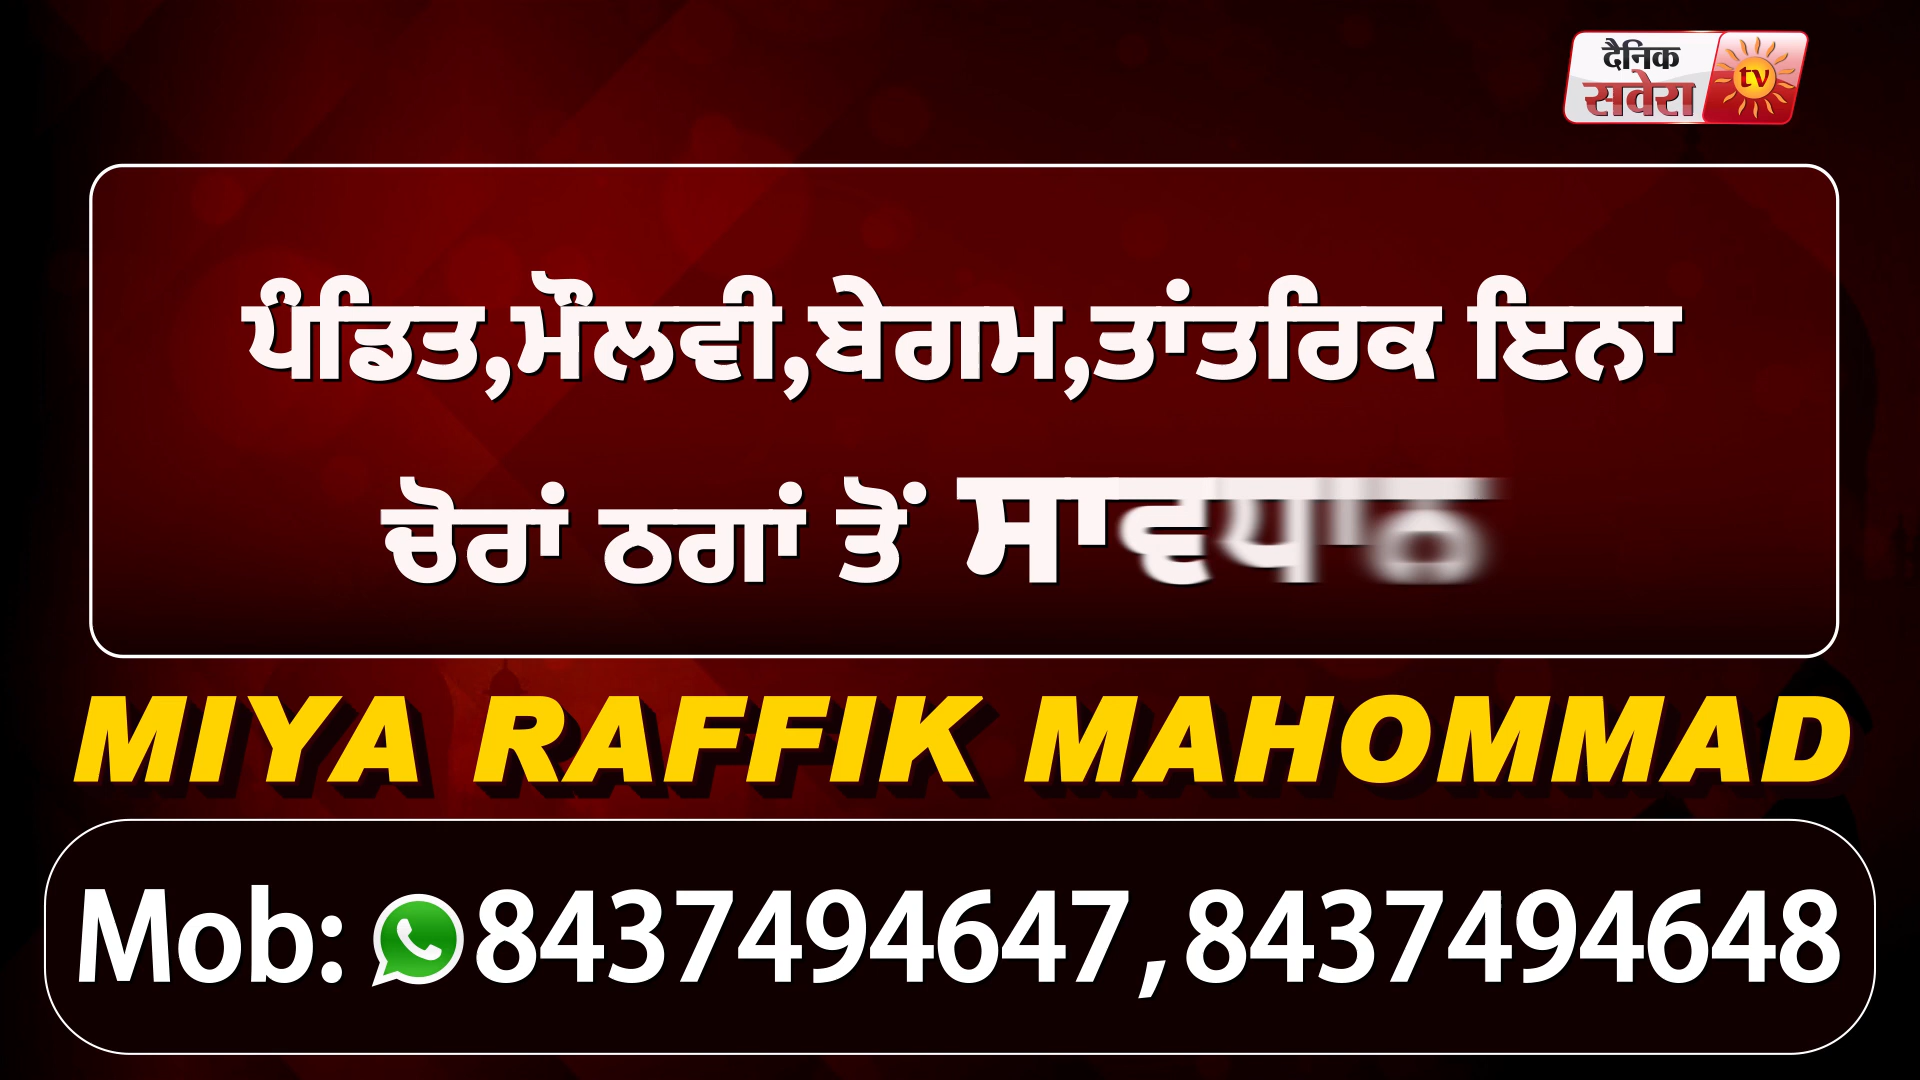 दैनिक
सवेरा tv
ਪੰਡਿਤ,ਮੌਲਵੀ,ਬੇਗਮ,ਤਾਂਤਰਿਕ ਇਨਾ
ਚੋਰਾਂ ਠਗਾਂ ਤੋਂ
MIYA RAFFIK MAHOMMAD
Mob: 8437494647, 8437494648